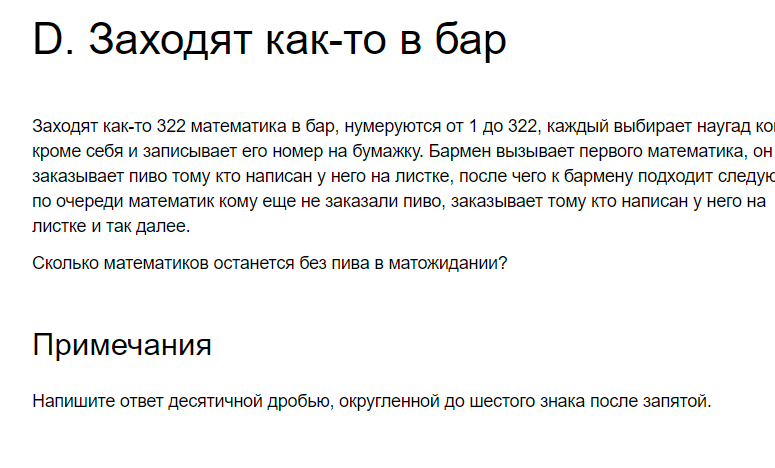 D. Заходят как-то в бар
Заходят как-то 322 математика в бар, нумеруются от 1 до 322, каждый выбирает наугад
кроме себя и записывает его номер на бумажку. Бармен вызывает первого математика, он
заказывает пиво тому кто написан у него на листке, после чего к бармену подходит
по очереди математик кому еще не заказали пиво, заказывает тому кто написан у него на
листке и так далее.
Сколько математиков останется без пива в матожидании?
Примечания
Напишите ответ десятичной дробью, округленной до шестого знака после запятой.